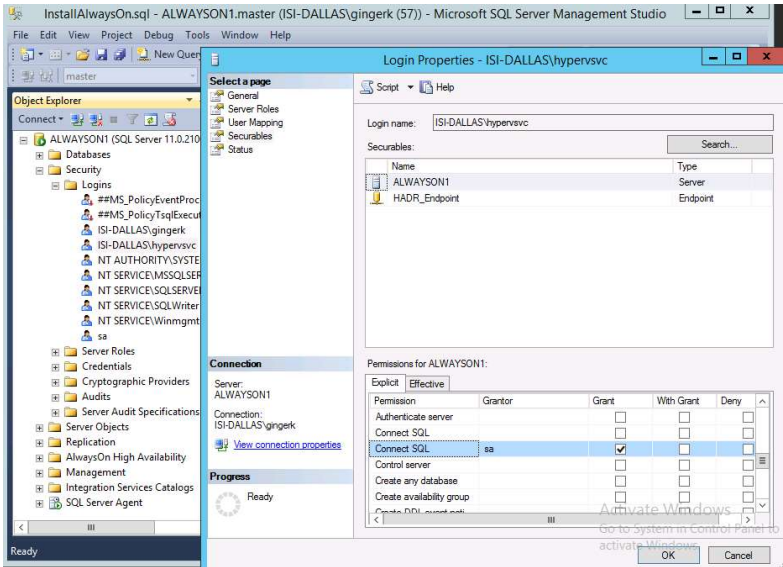 InstallAlwaysOn.sql - ALWAYSON1.master (ISI-DALLAS\gingerk (57)) - Microsoft SQL Server Management Studio
File Edit View Project Debug Tools Window Help
New Quer
master
Object Explorer
Connect
ALWAYSON1 (SQL Server 11.0.210
Databases
Security
Logins
##MS_PolicyEventProc
##MS_PolicyTsqlExecut
ISI-DALLAS\gingerk
ISI-DALLAS\hypervsvc
NT AUTHORITY\SYSTE
NT SERVICE\MSSQLSER
NT SERVICE\SQLSERVE
NT SERVICE\SQLWriter
NT SERVICE\Winmgmt
sa
Server Roles
Credentials
Cryptographic Providers
Audits
Server Audit Specifications
Server Objects
Replication
AlwaysOn High Availability
Management
Integration Services Catalogs
SQL Server Agent
Ready
Login Properties - ISI-DALLAS\hypervsvc
Select a page
General
Server Roles
User Mapping
Securables
Status
Connection
Server:
ALWAYSON1
Connection:
ISI-DALLAS\gingerk
View connection properties
Progress
Ready
Script Help
Login name: ISI-DALLAS\hypervsvc
Securables: Search...
Name Type
ALWAYSON1 Server
HADR_Endpoint Endpoint
Permissions for ALWAYSON1:
Explicit Effective
Permission Grantor Grant With Grant Deny
Authenticate server
Connect SQL
Connect SQL sa
Control server
Create any database
Create availability group
Create DDL event noti
Activate Windows
Go to System in Control Panel to
activate Windows.
OK Cancel